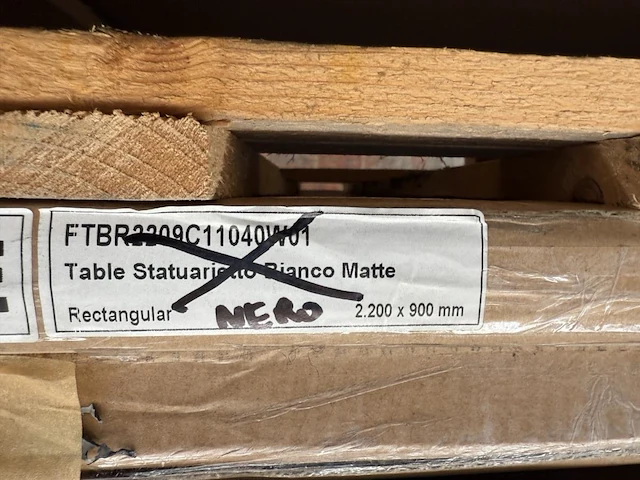 FTBR2209C11040W01
Table Statuarietto Bianco Matte
Rectangular NERO 2.200 x 900 mm